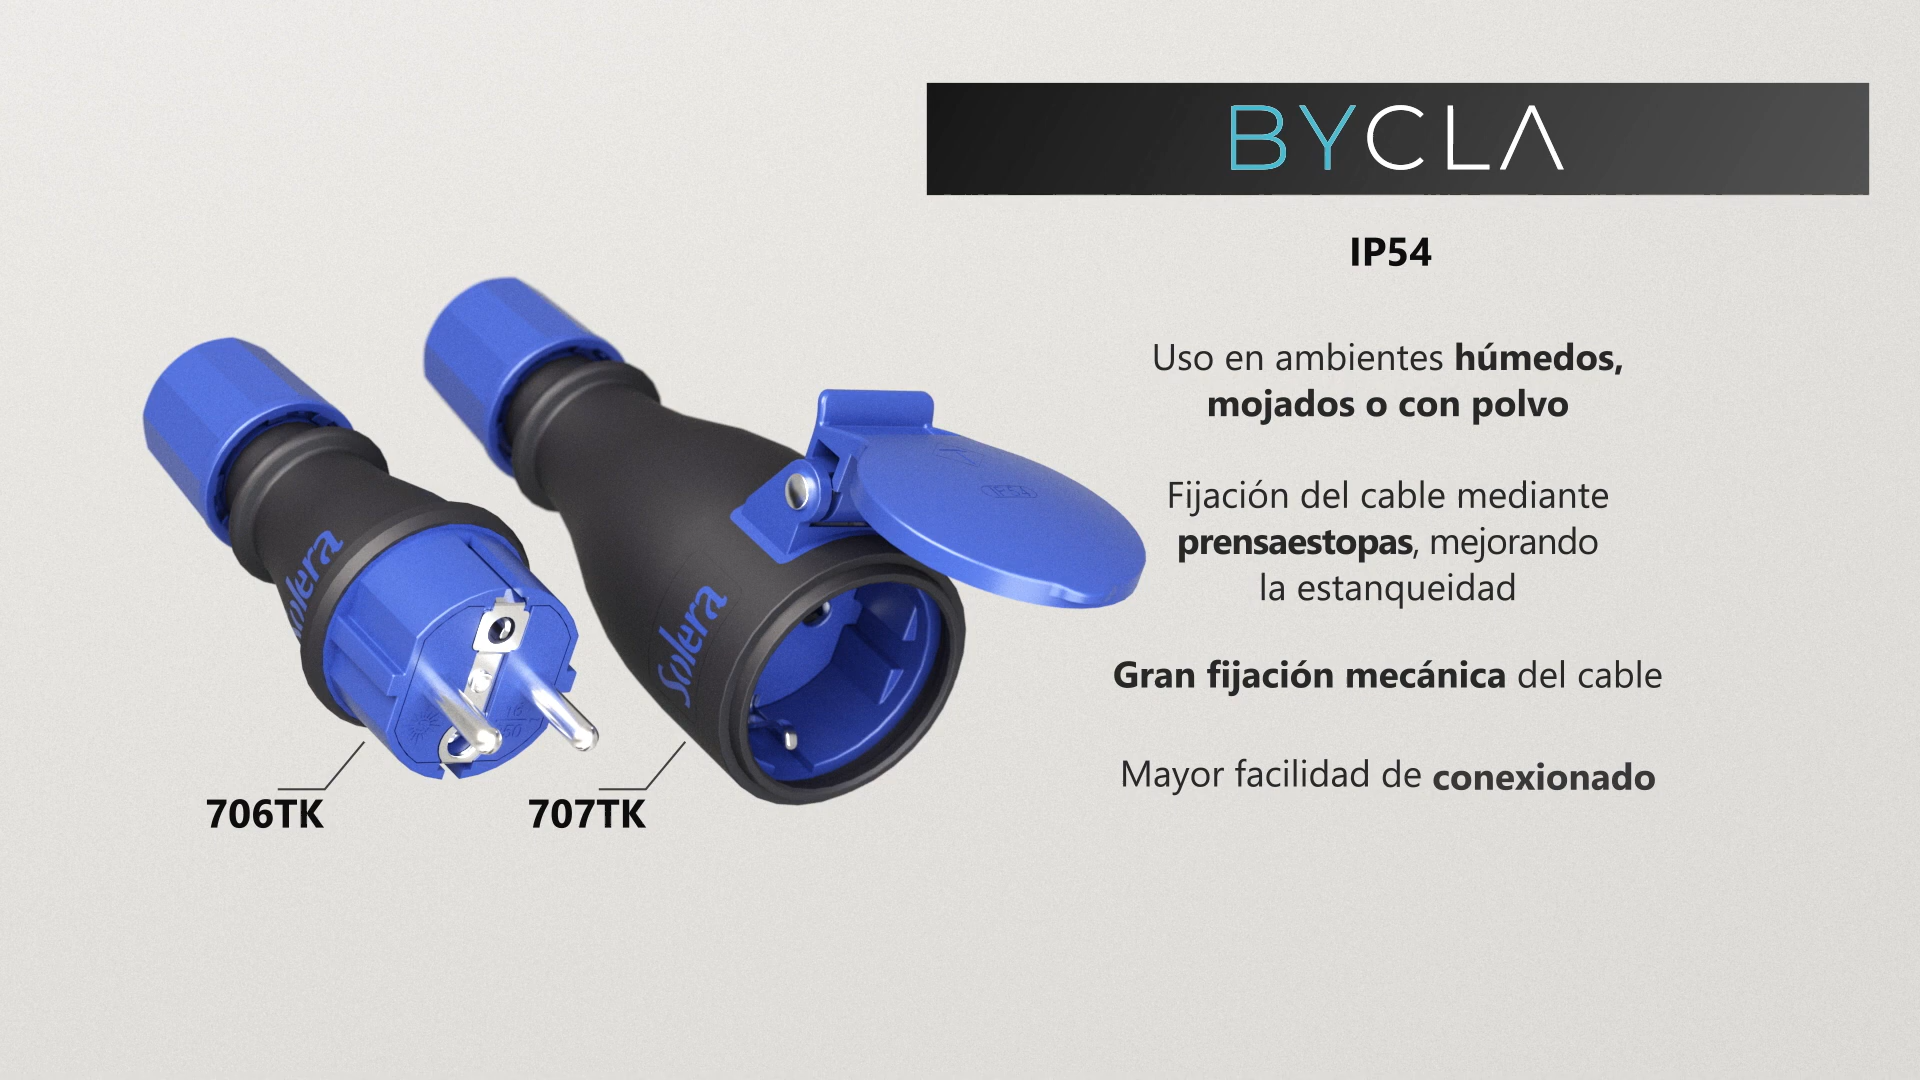 BYCLA
IP54
Uso en ambientes húmedos,
mojados o con polvo
Fijación del cable mediante
prensaestopas, mejorando
la estanqueidad
Gran fijación mecánica del cable
Mayor facilidad de conexionado
Solera
Solera
IP54
706TK
707TK